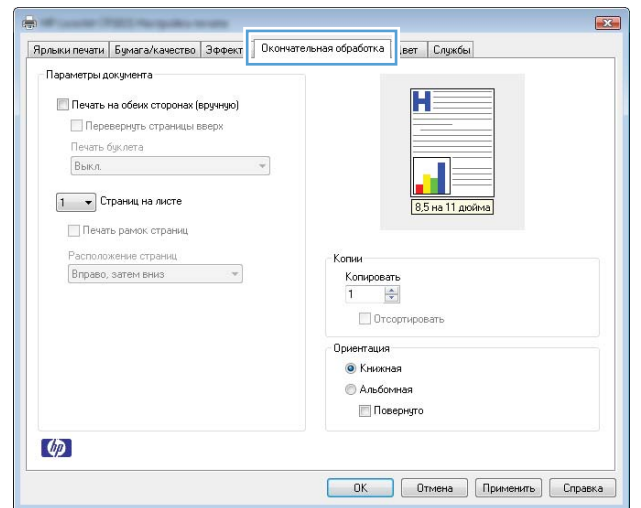 Ярлыки печати
Бумага/качество
Эффект
Окончательная обработка
вет
Службы
Параметры документа
Печать на обеих сторонах (вручную)
Перевернуть страницы вверх
Печать буклета
Выкл.
1 Страниц на листе
Печать рамок страниц
Расположение страниц
Вправо, затем вниз
H
8,5 на 11 дюйма
Копии
Копировать
1
Отсортировать
Ориентация
Книжная
Альбомная
Повернуто
hp
OK
Отмена
Применить
Справка